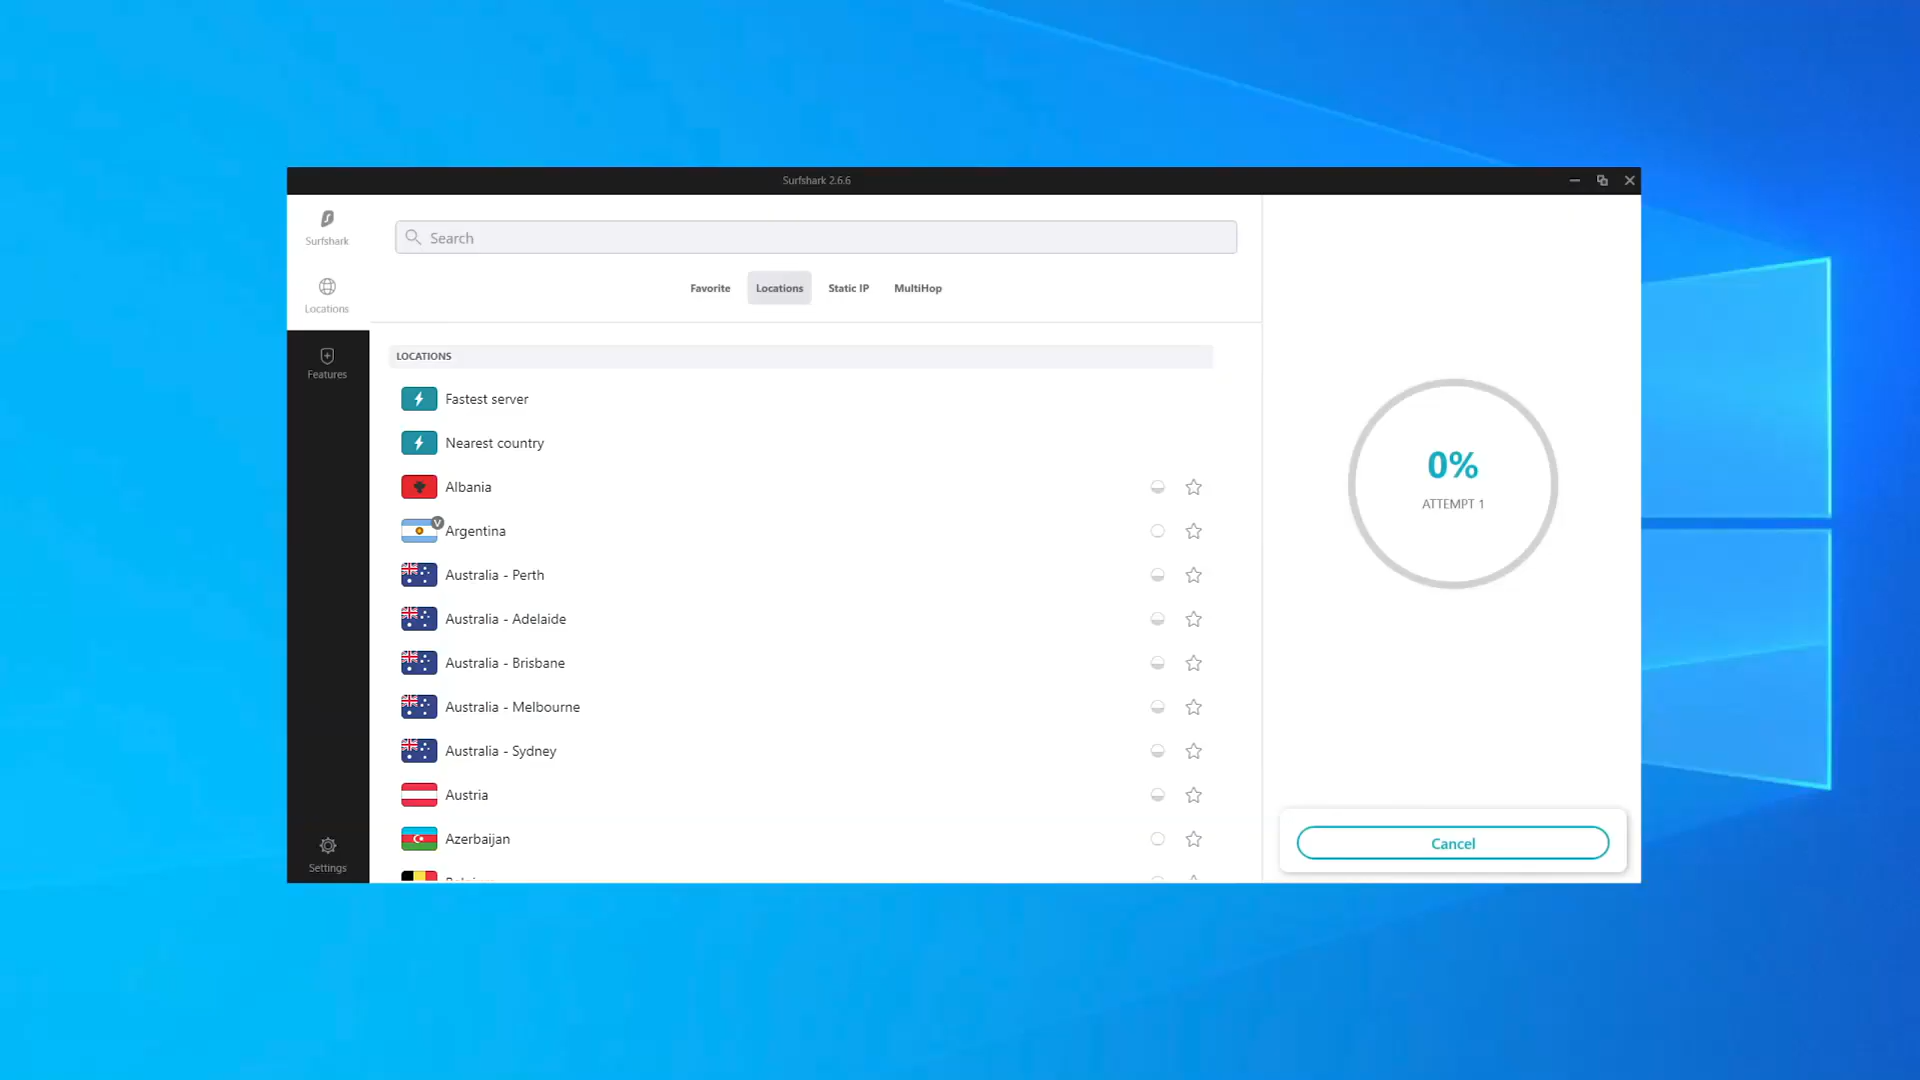 Surfshark 2.6.6
Surfshark
Search
Locations
Favorite Locations Static IP MultiHop
Features
LOCATIONS
Fastest server
Nearest country
Albania
V
Argentina
Australia - Perth
Australia - Adelaide
Australia - Brisbane
Australia - Melbourne
Australia - Sydney
Austria
Azerbaijan
0%
ATTEMPT 1
Cancel
Settings